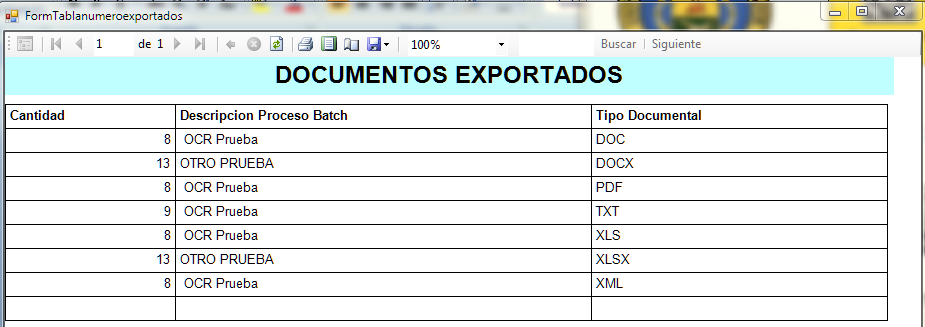 FormTablanumeroexportados
1 de 1 100% Buscar | Siguiente
DOCUMENTOS EXPORTADOS
Cantidad Descripcion Proceso Batch Tipo Documental
8 OCR Prueba DOC
13 OTRO PRUEBA DOCX
8 OCR Prueba PDF
9 OCR Prueba TXT
8 OCR Prueba XLS
13 OTRO PRUEBA XLSX
8 OCR Prueba XML